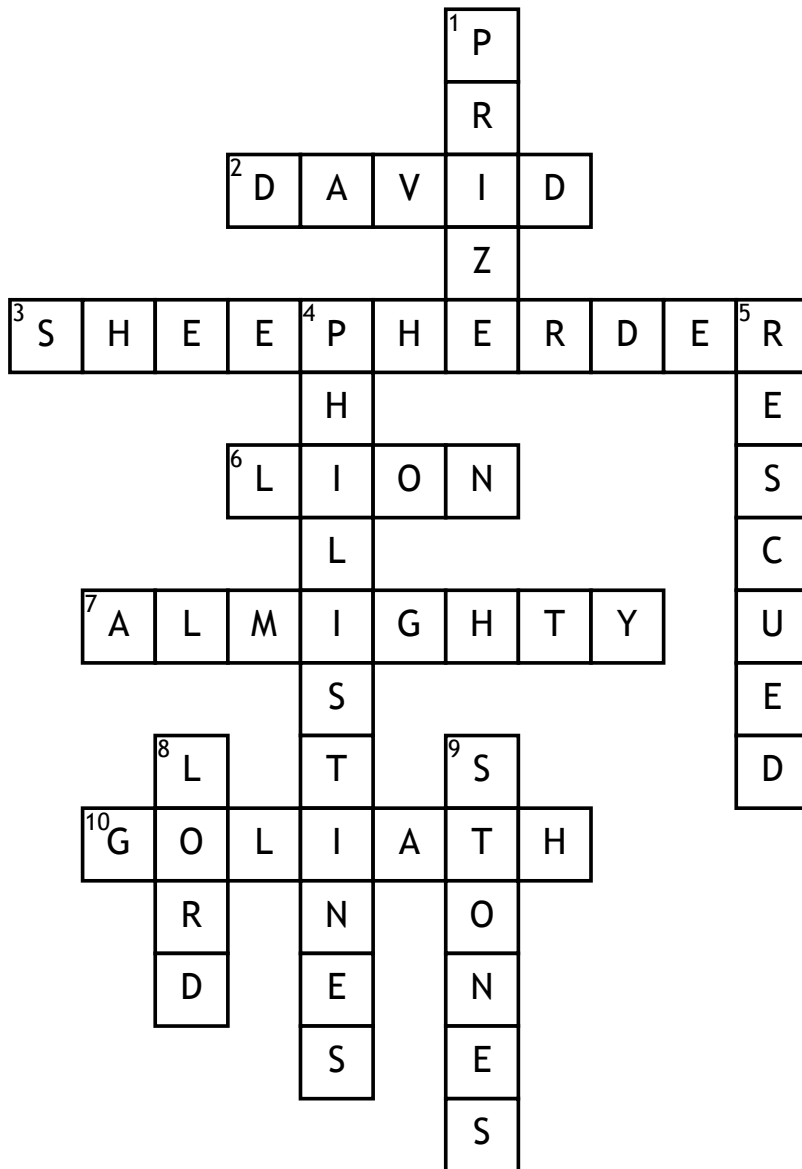 1 P
R
2 D A V I D
Z
3 S H E E 4 P H E R D E 5 R
H E
6 L I O N S
L C
7 A L M I G H T Y U
S E
8 L T 9 S D
10 G O L I A T H
R N O
D E N
S E
S